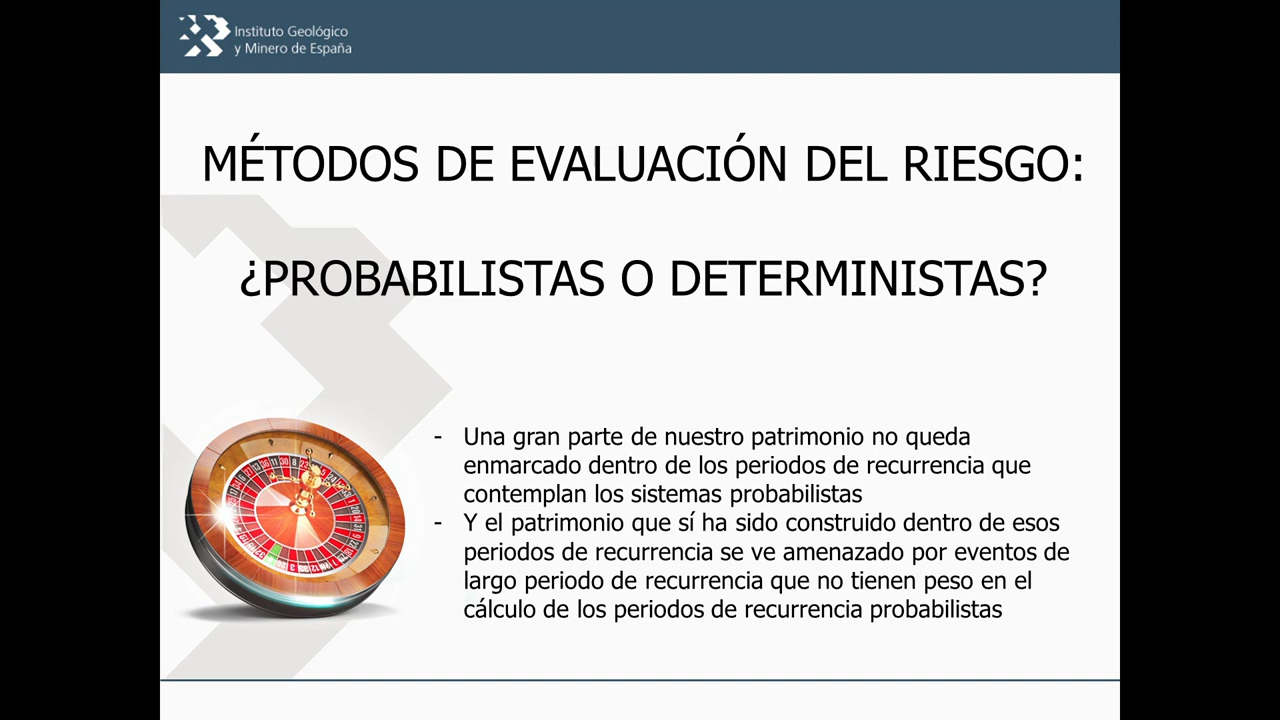 Instituto Geológico
y Minero de España
MÉTODOS DE EVALUACIÓN DEL RIESGO:
¿PROBABILISTAS O DETERMINISTAS?
- Una gran parte de nuestro patrimonio no queda
enmarcado dentro de los periodos de recurrencia que
contemplan los sistemas probabilistas
- Y el patrimonio que sí ha sido construido dentro de esos
periodos de recurrencia se ve amenazado por eventos de
largo periodo de recurrencia que no tienen peso en el
cálculo de los periodos de recurrencia probabilistas